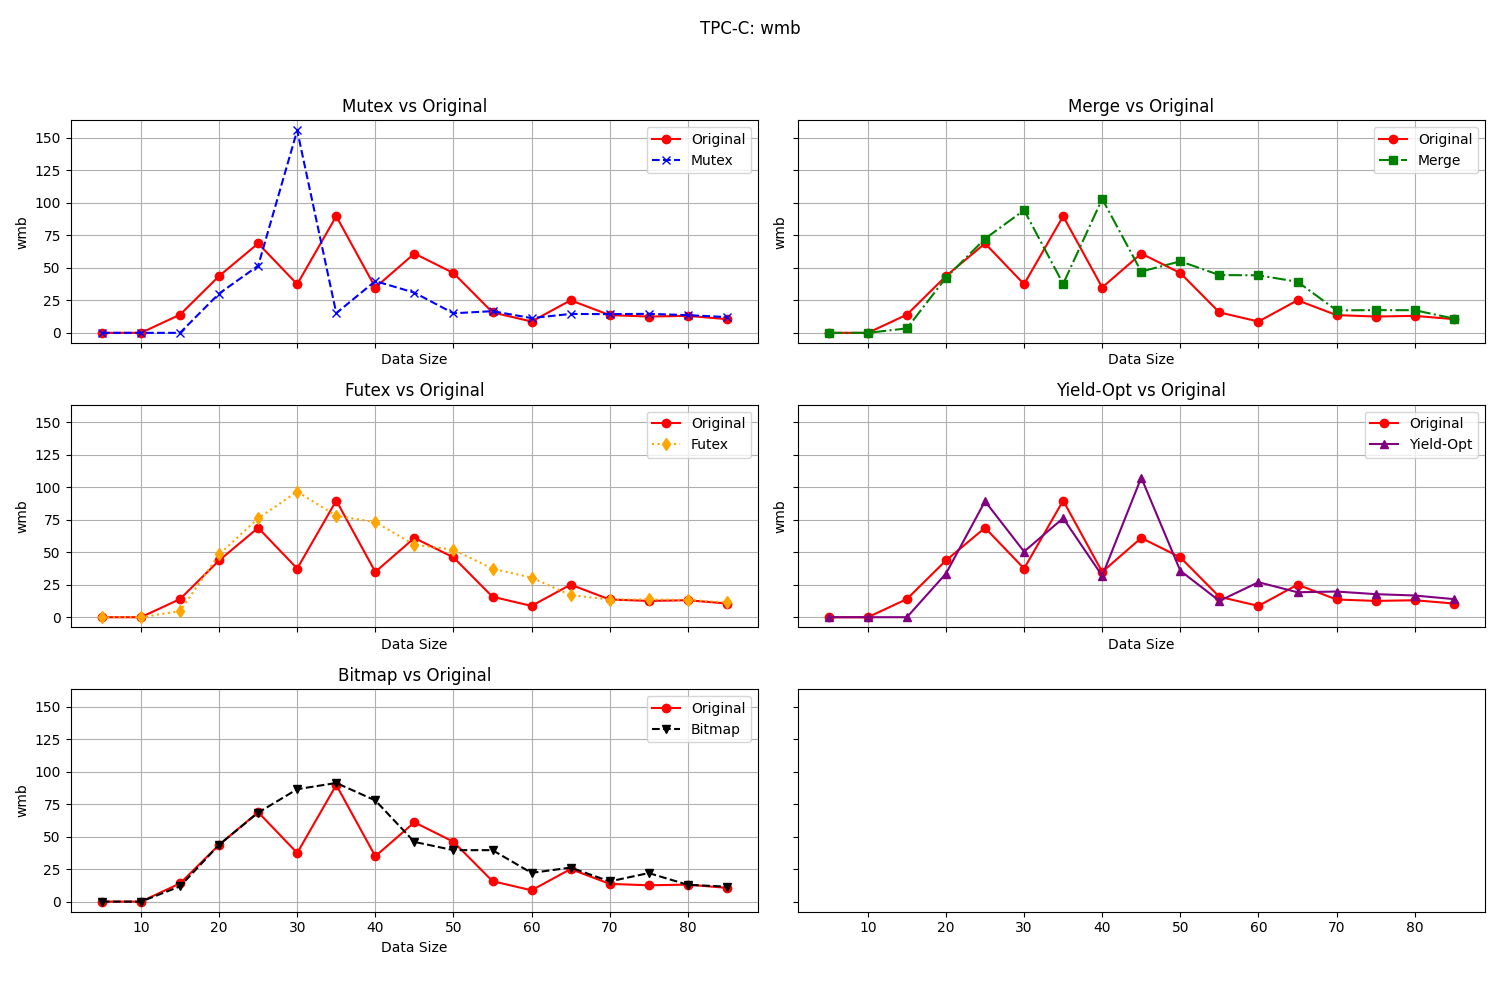 TPC-C: wmb
Mutex vs Original
150
125
100
75
50
25
0
wmb
Original
Mutex
Data Size
Merge vs Original
wmb
Original
Merge
Data Size
Futex vs Original
150
125
100
75
50
25
0
wmb
Original
Futex
Data Size
Yield-Opt vs Original
wmb
Original
Yield-Opt
Data Size
Bitmap vs Original
150
125
100
75
50
25
0
wmb
Original
Bitmap
10 20 30 40 50 60 70 80
Data Size
10 20 30 40 50 60 70 80